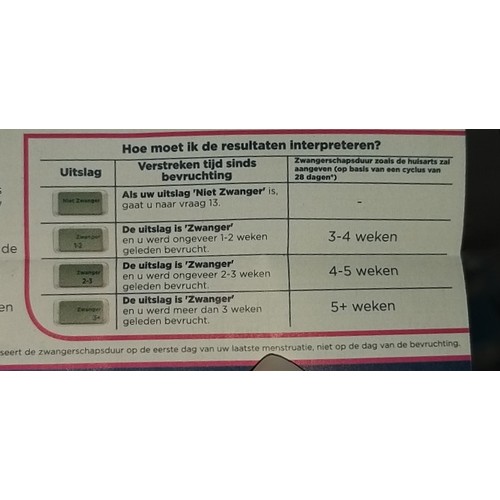 Hoe moet ik de resultaten interpreteren?
Uitslag
Verstreken tijd sinds
bevruchting
Zwangerschapsduur zoals de huisarts zal
aangeven (op basis van een cyclus van
28 dagen*)
Niet Zwanger
Als uw uitslag 'Niet Zwanger' is,
gaat u naar vraag 13.
-
Zwanger
1-2
De uitslag is 'Zwanger'
en u werd ongeveer 1-2 weken
geleden bevrucht.
3-4 weken
Zwanger
2-3
De uitslag is 'Zwanger'
en u werd ongeveer 2-3 weken
geleden bevrucht.
4-5 weken
Zwanger
3+
De uitslag is 'Zwanger'
en u werd meer dan 3 weken
geleden bevrucht.
5+ weken
de
en
seert de zwangerschapsduur op de eerste dag van uw laatste menstruatie, niet op de dag van de bevruchting.